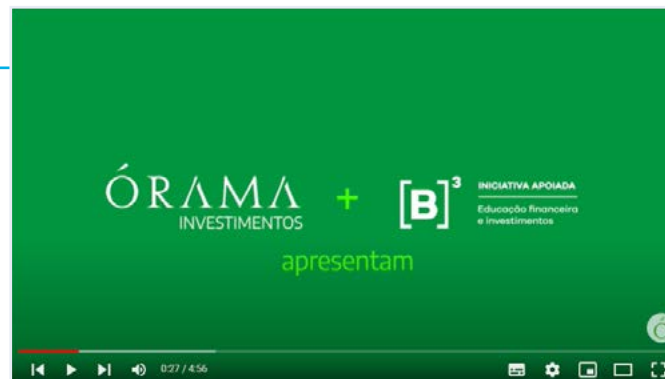 ÓRAMA
INVESTIMENTOS
+
[B]³
INICIATIVA APOIADA
Educação financeira
e investimentos
apresentam
0:27 / 4:56